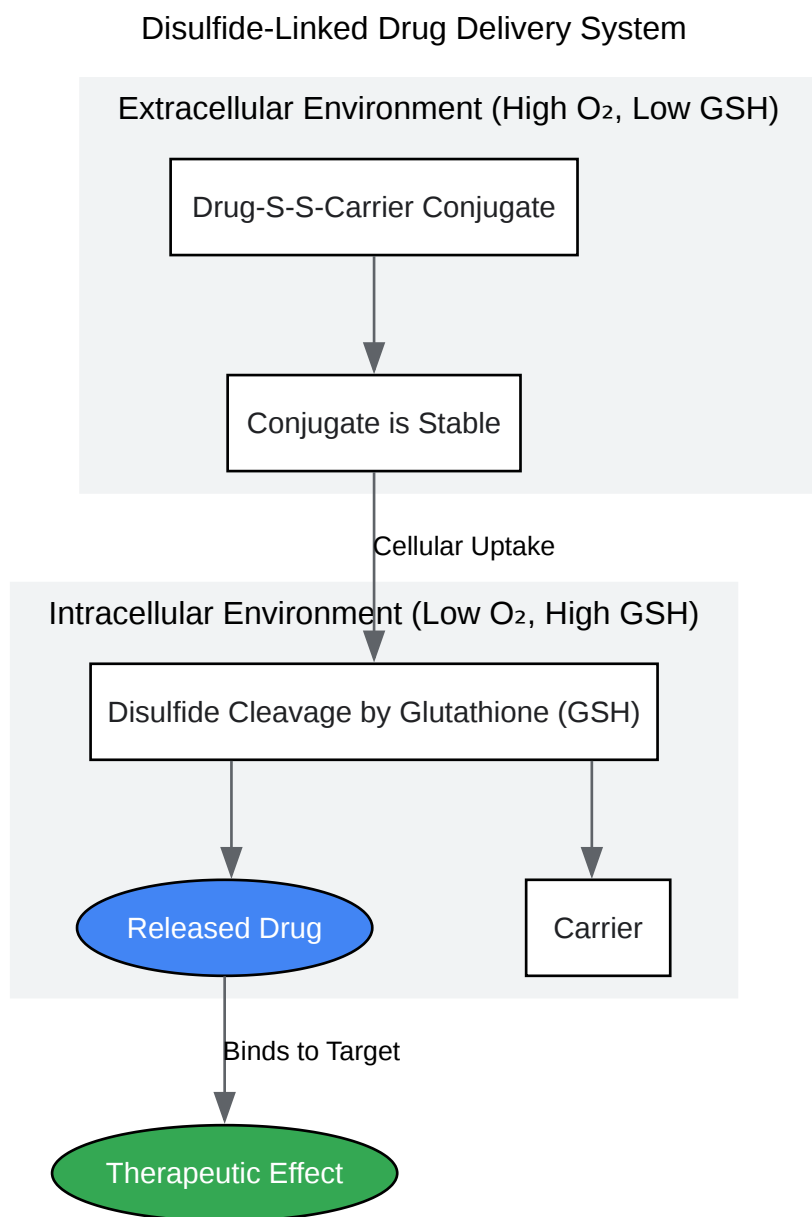 Disulfide-Linked Drug Delivery System
Extracellular Environment (High O₂, Low GSH)
Drug-S-S-Carrier Conjugate
Conjugate is Stable
Cellular Uptake
Intracellular Environment (Low O₂, High GSH)
Disulfide Cleavage by Glutathione (GSH)
Released Drug
Carrier
Binds to Target
Therapeutic Effect